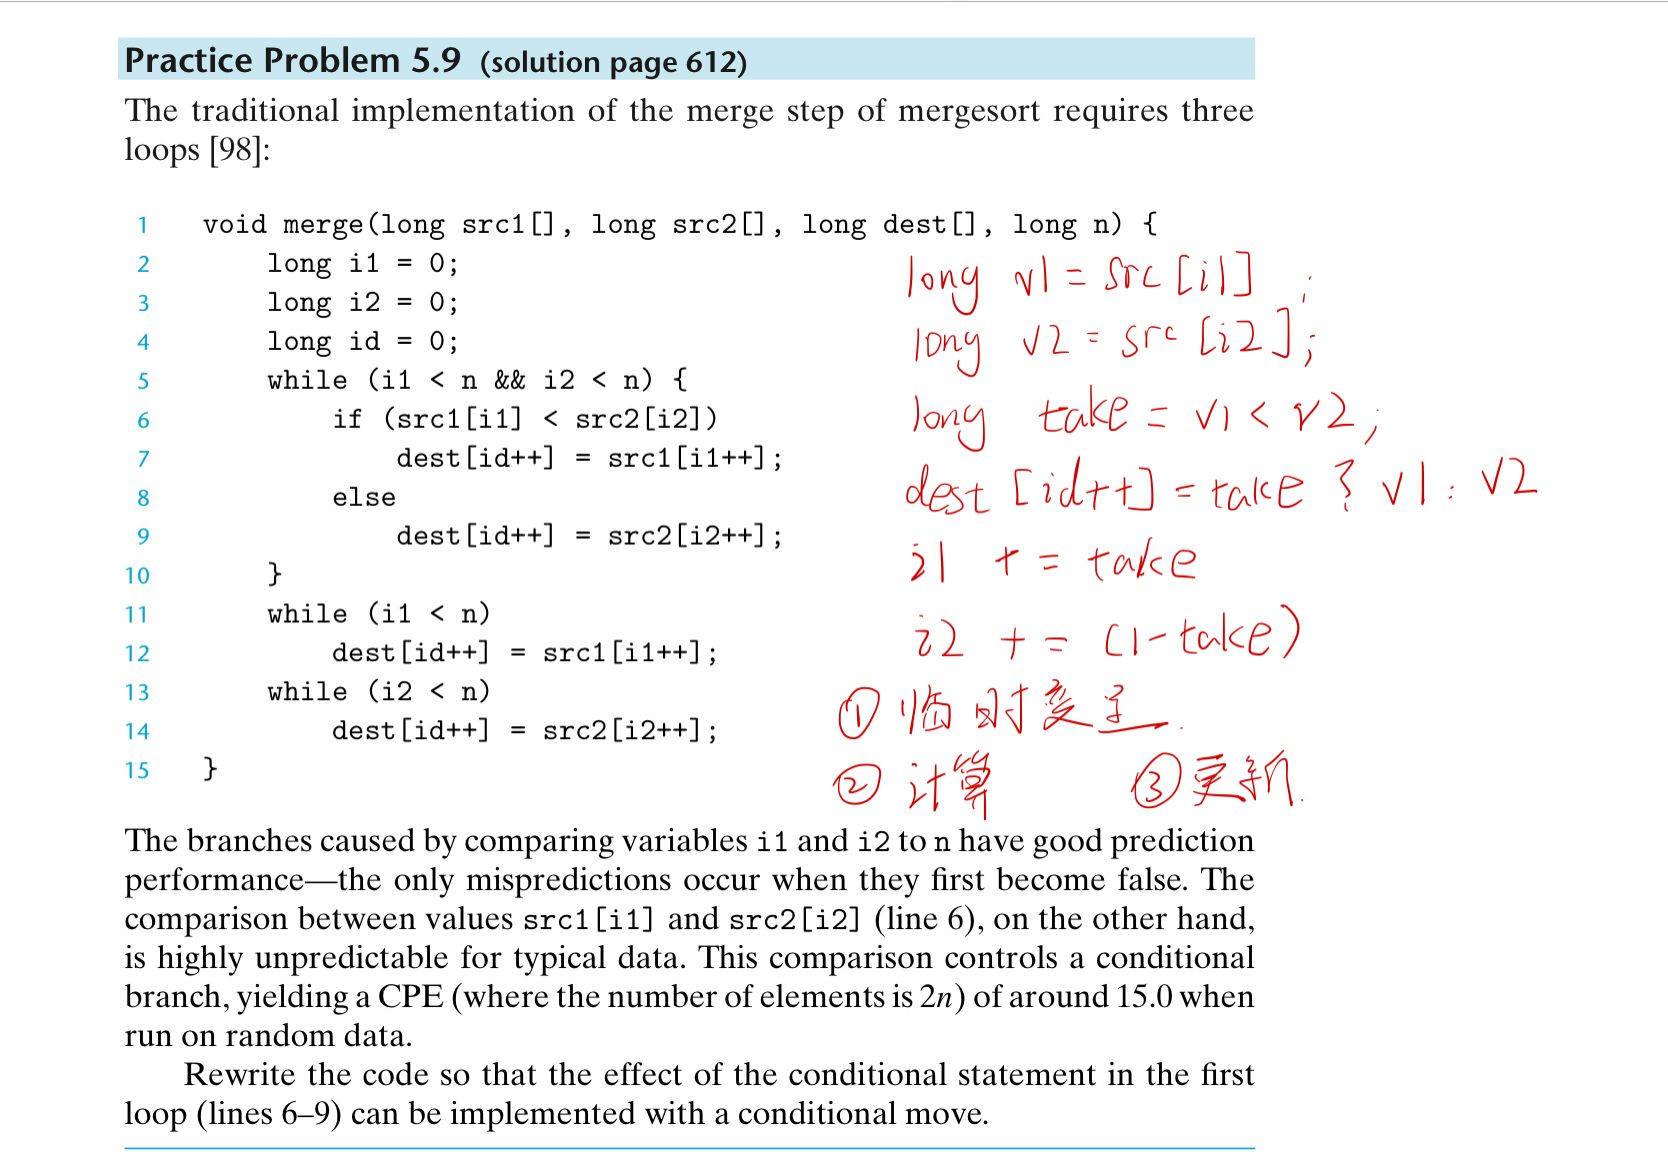 Practice Problem 5.9 (solution page 612)
The traditional implementation of the merge step of mergesort requires three
loops [98]:
1 void merge(long src1[], long src2[], long dest[], long n) {
2 long i1 = 0;
3 long i2 = 0;
4 long id = 0;
5 while (i1 < n && i2 < n) {
6 if (src1[i1] < src2[i2])
7 dest[id++] = src1[i1++];
8 else
9 dest[id++] = src2[i2++];
10 }
11 while (i1 < n)
12 dest[id++] = src1[i1++];
13 while (i2 < n)
14 dest[id++] = src2[i2++];
15 }
long v1 = src[i1] ;
long v2 = src[i2];
long take = v1 < v2;
dest [id++] = take ? v1 : v2
i1 += take
i2 += (1-take)
① 临时变量.
② 计算 ③ 更新.
The branches caused by comparing variables i1 and i2 to n have good prediction
performance—the only mispredictions occur when they first become false. The
comparison between values src1[i1] and src2[i2] (line 6), on the other hand,
is highly unpredictable for typical data. This comparison controls a conditional
branch, yielding a CPE (where the number of elements is 2n) of around 15.0 when
run on random data.
Rewrite the code so that the effect of the conditional statement in the first
loop (lines 6–9) can be implemented with a conditional move.